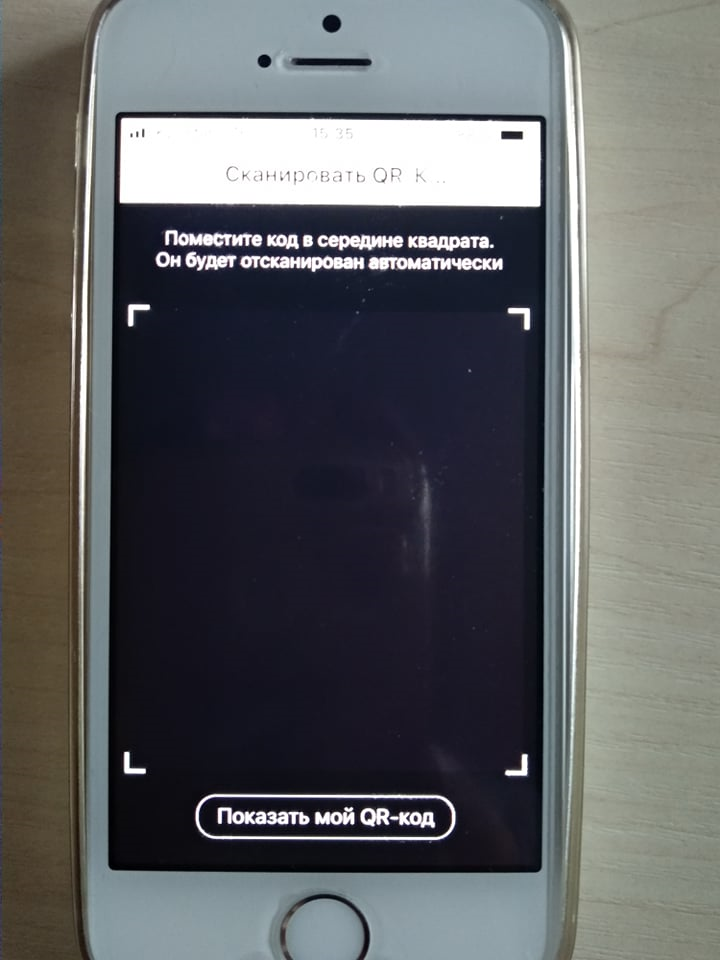 15:35
Сканировать QR-к...
Поместите код в середине квадрата.
Он будет отсканирован автоматически
Показать мой QR-код